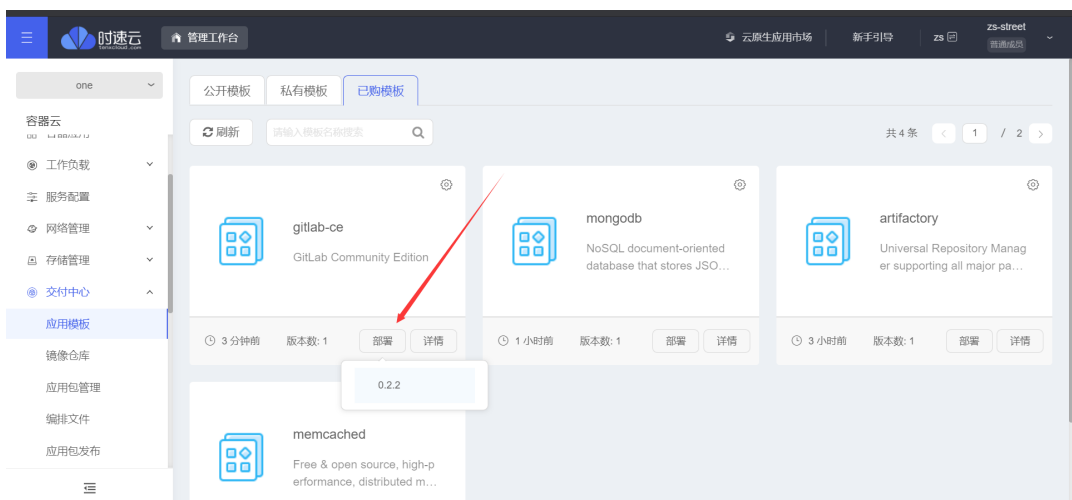 时速云
tenxcloud.com
管理工作台
云原生应用市场
新手引导
zs
zs-street
普通成员
one
容器云
工作负载
服务配置
网络管理
存储管理
交付中心
应用模板
镜像仓库
应用包管理
编排文件
应用包发布
公开模板
私有模板
已购模板
刷新
请输入模板名称搜索
共 4 条
1 / 2
gitlab-ce
GitLab Community Edition
3 分钟前
版本数: 1
部署
详情
0.2.2
mongodb
NoSQL document-oriented
database that stores JSO...
1 小时前
版本数: 1
部署
详情
artifactory
Universal Repository Manag
er supporting all major pa...
3 小时前
版本数: 1
部署
详情
memcached
Free & open source, high-p
erformance, distributed m...